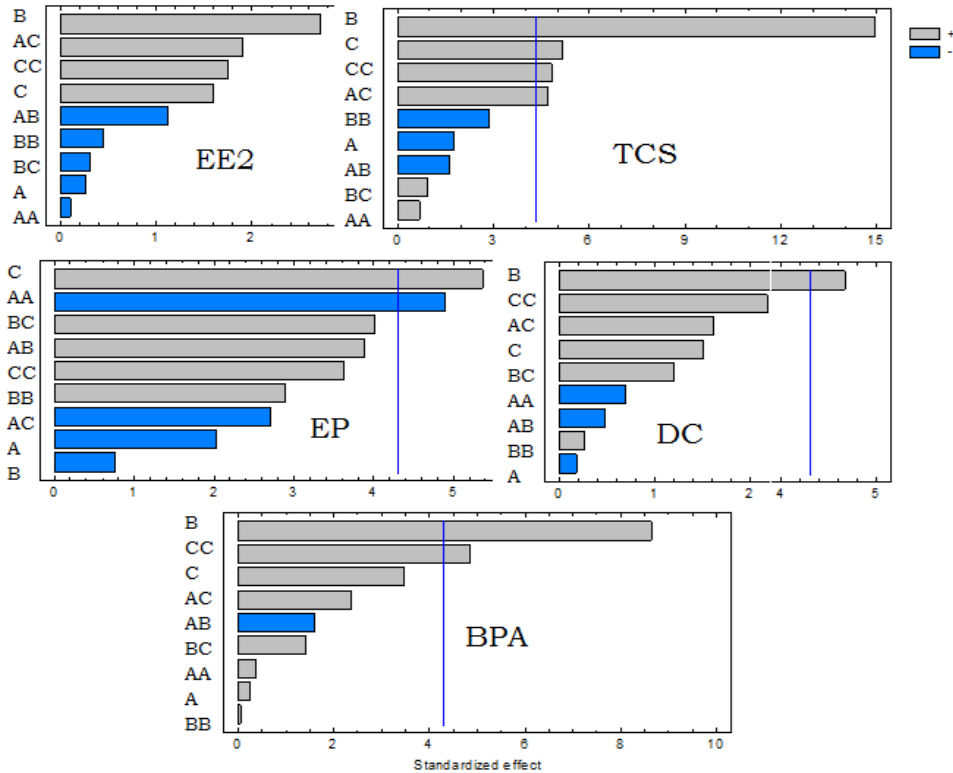 B
AC
CC
C
AB
BB
BC
A
AA
EE2
0 1 2
B
C
CC
AC
BB
A
AB
BC
AA
TCS
0 3 6 9 12 15
+
-
C
AA
BC
AB
CC
BB
AC
A
B
EP
0 1 2 3 4 5
B
CC
AC
C
BC
AA
AB
BB
A
DC
0 1 2 4 5
B
CC
C
AC
AB
BC
AA
A
BB
BPA
0 2 4 6 8 10
Standardized effect